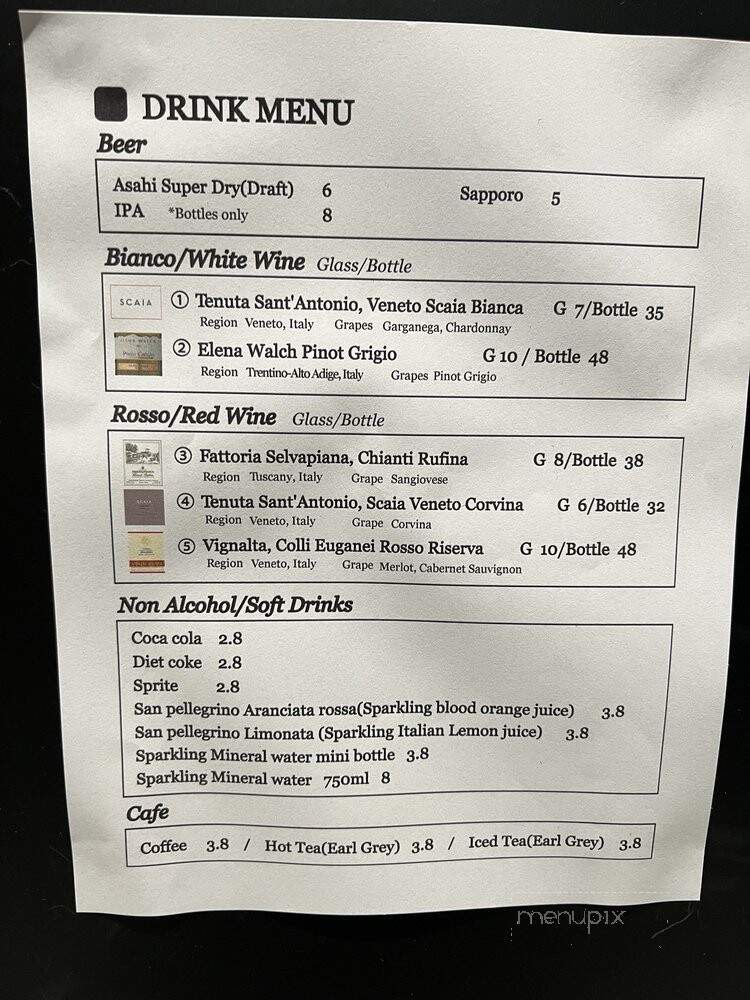 DRINK MENU
Beer
Asahi Super Dry(Draft) 6 Sapporo 5
IPA *Bottles only 8
Bianco/White Wine Glass/Bottle
SCAIA
① Tenuta Sant'Antonio, Veneto Scaia Bianca G 7/Bottle 35
Region Veneto, Italy Grapes Garganega, Chardonnay
② Elena Walch Pinot Grigio G 10 / Bottle 48
Region Trentino-Alto Adige, Italy Grapes Pinot Grigio
Rosso/Red Wine Glass/Bottle
③ Fattoria Selvapiana, Chianti Rufina G 8/Bottle 38
Region Tuscany, Italy Grape Sangiovese
④ Tenuta Sant'Antonio, Scaia Veneto Corvina G 6/Bottle 32
Region Veneto, Italy Grape Corvina
⑤ Vignalta, Colli Euganei Rosso Riserva G 10/Bottle 48
Region Veneto, Italy Grape Merlot, Cabernet Sauvignon
Non Alcohol/Soft Drinks
Coca cola 2.8
Diet coke 2.8
Sprite 2.8
San pellegrino Aranciata rossa(Sparkling blood orange juice) 3.8
San pellegrino Limonata (Sparkling Italian Lemon juice) 3.8
Sparkling Mineral water mini bottle 3.8
Sparkling Mineral water 750ml 8
Cafe
Coffee 3.8 / Hot Tea(Earl Grey) 3.8 / Iced Tea(Earl Grey) 3.8
menupix